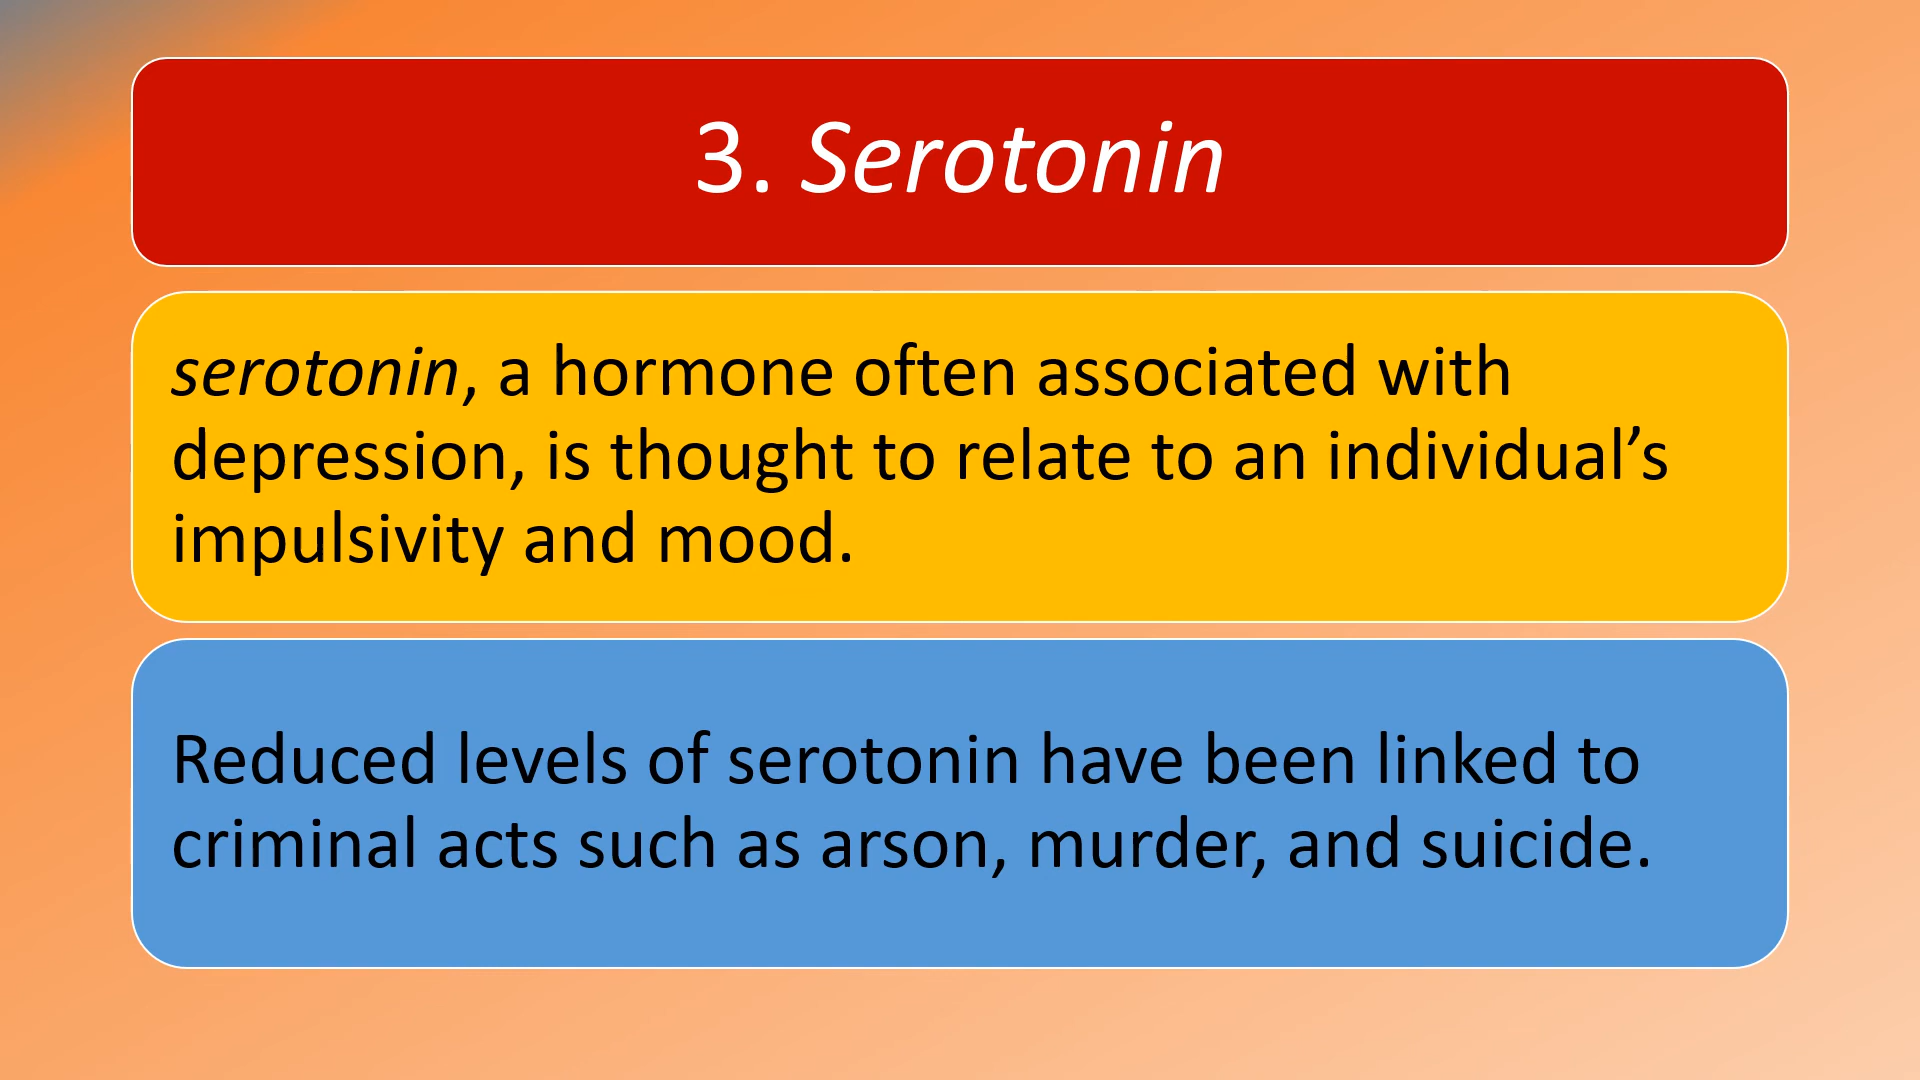 3. Serotonin
serotonin, a hormone often associated with
depression, is thought to relate to an individual’s
impulsivity and mood.
Reduced levels of serotonin have been linked to
criminal acts such as arson, murder, and suicide.